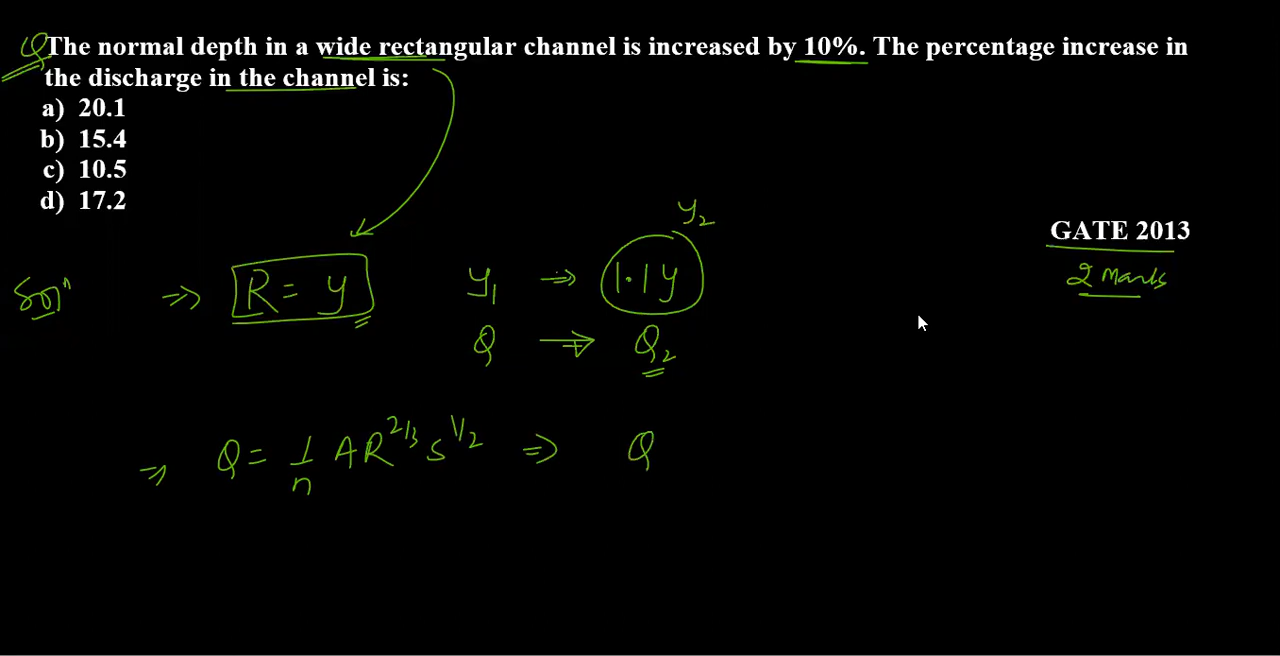 Q The normal depth in a wide rectangular channel is increased by 10%. The percentage increase in
the discharge in the channel is:
a) 20.1
b) 15.4
c) 10.5
d) 17.2
GATE 2013
2 Marks
Solⁿ ⇒ R = y y₁ ⇒ 1.1y y₂
Q → Q₂
⇒ Q = 1/n A R^2/3 S^1/2 ⇒ Q